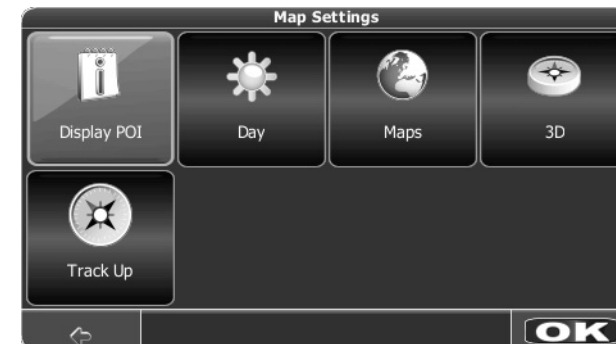 Map Settings
Display POI
Day
Maps
3D
Track Up
OK